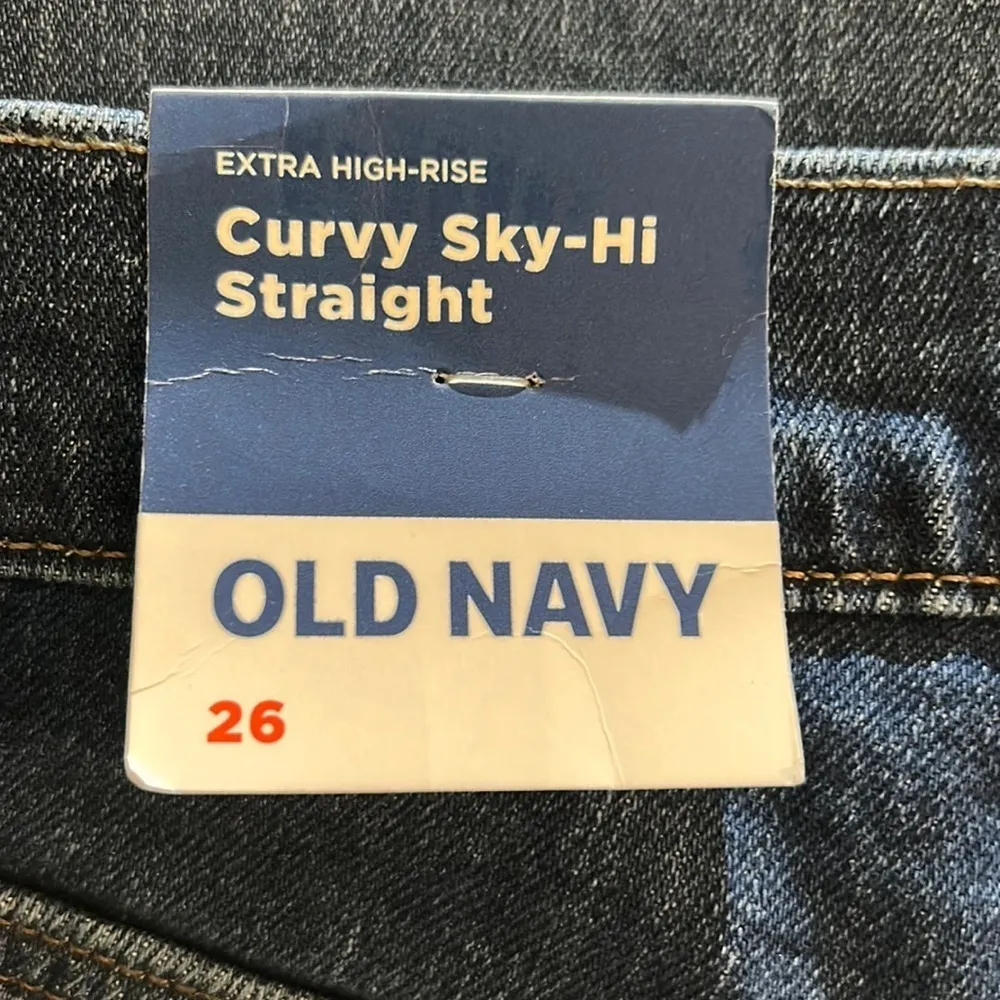 EXTRA HIGH-RISE
Curvy Sky-Hi
Straight
OLD NAVY
26